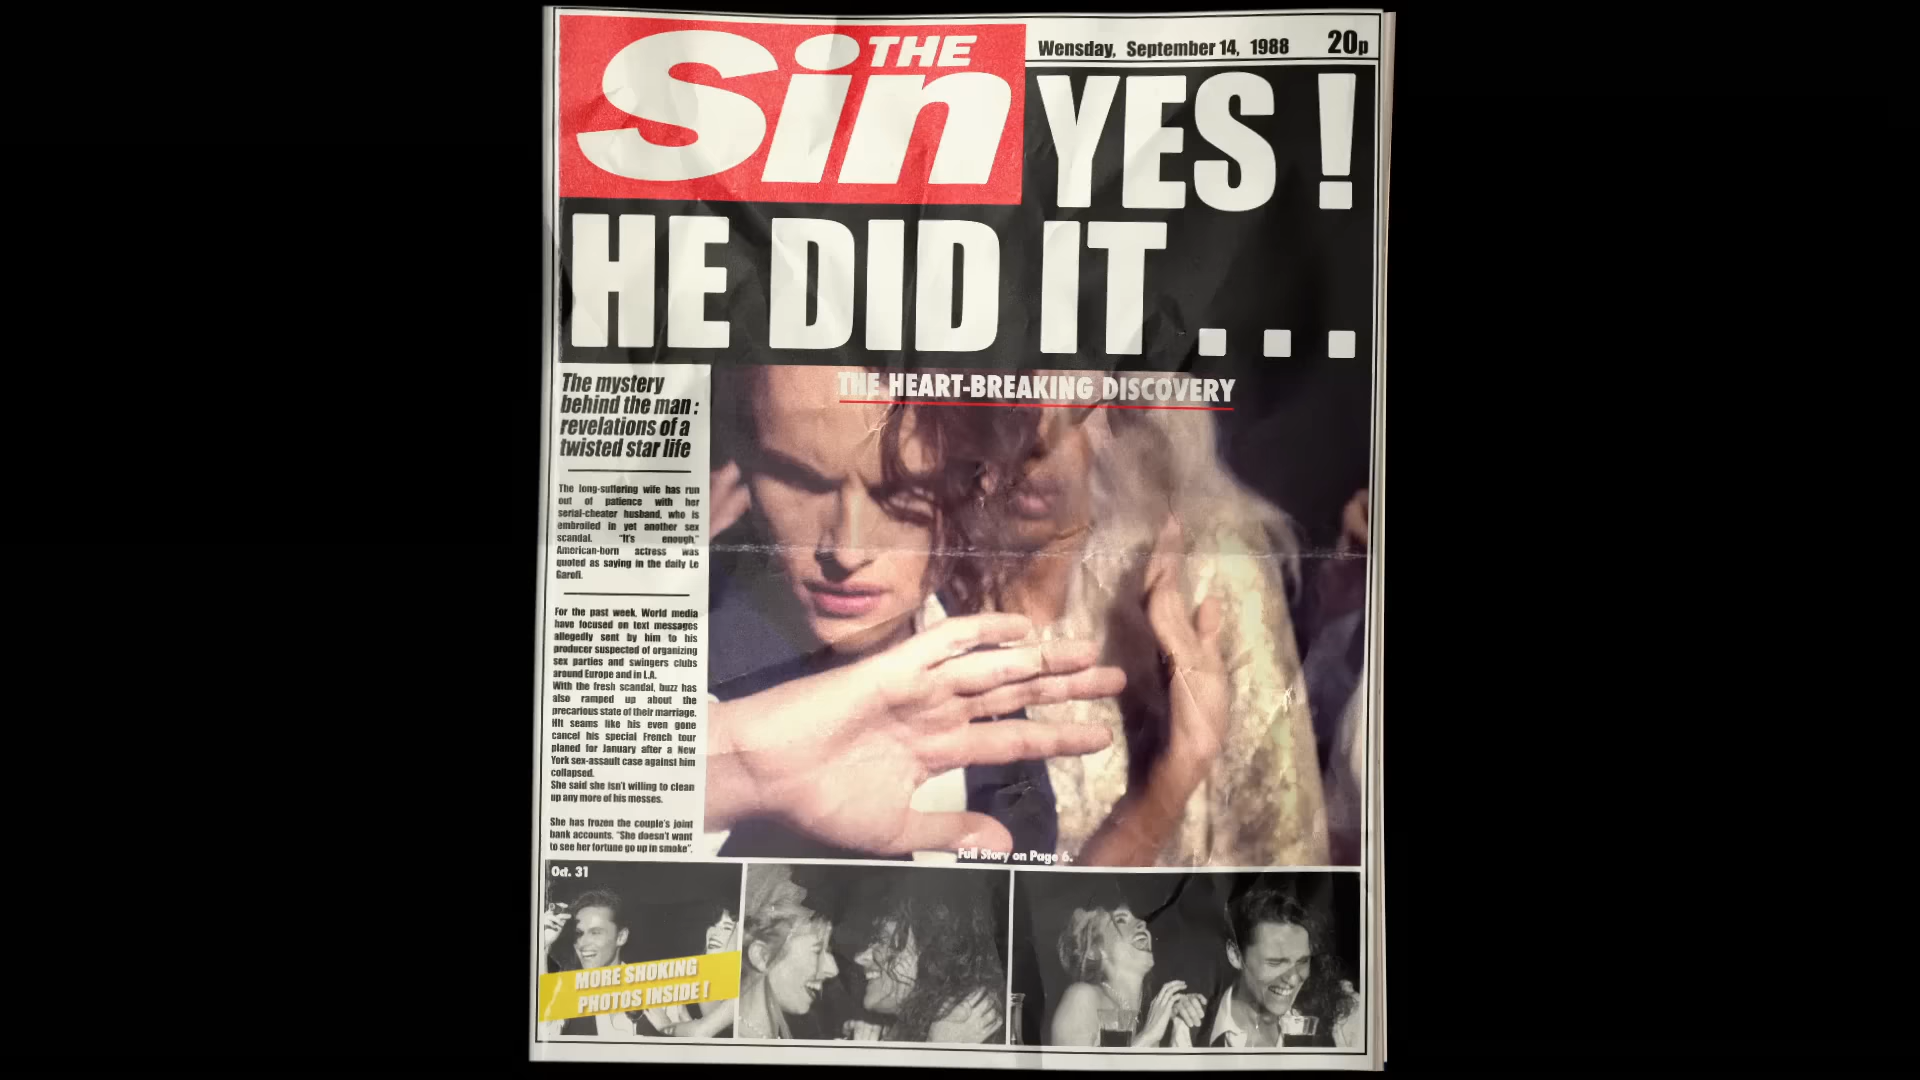 THE
Sin
Wensday, September 14, 1988 20p
YES !
HE DID IT . . .
The mystery
behind the man :
revelations of a
twisted star life
THE HEART-BREAKING DISCOVERY
The long-suffering wife has run
out of patience with her
serial-cheater husband, who is
embroiled in yet another sex
scandal. "It's enough,"
American-born actress was
quoted as saying in the daily Le
Garofi.
For the past week, World media
have focused on text messages
allegedly sent by him to his
producer suspected of organizing
sex parties and swingers clubs
around Europe and in L.A.
With the fresh scandal, buzz has
also ramped up about the
precarious state of their marriage.
HIt seams like his even gone
cancel his special French tour
planed for January after a New
York sex-assault case against him
collapsed.
She said she isn't willing to clean
up any more of his messes.
She has frozen the couple's joint
bank accounts. "She doesn't want
to see her fortune go up in smoke".
Full Story on Page 6.
Oct. 31
MORE SHOKING
PHOTOS INSIDE !